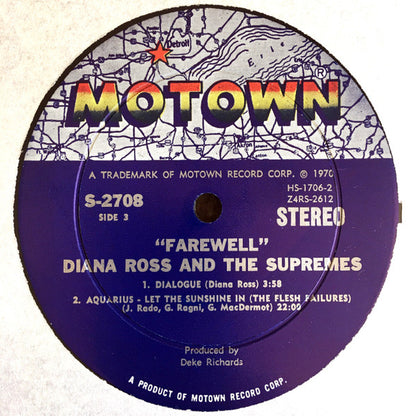 Detroit
ERIE
MOTOWN®
A TRADEMARK OF MOTOWN RECORD CORP. © 1970
S-2708
HS-1706-2
Z4RS-2612
SIDE 3
STEREO
"FAREWELL"
DIANA ROSS AND THE SUPREMES
1. DIALOGUE (Diana Ross) 3:58
2. AQUARIUS - LET THE SUNSHINE IN (THE FLESH FAILURES)
(J. Rado, G. Ragni, G. MacDermot) 22:00
Produced by
Deke Richards
A PRODUCT OF MOTOWN RECORD CORP.